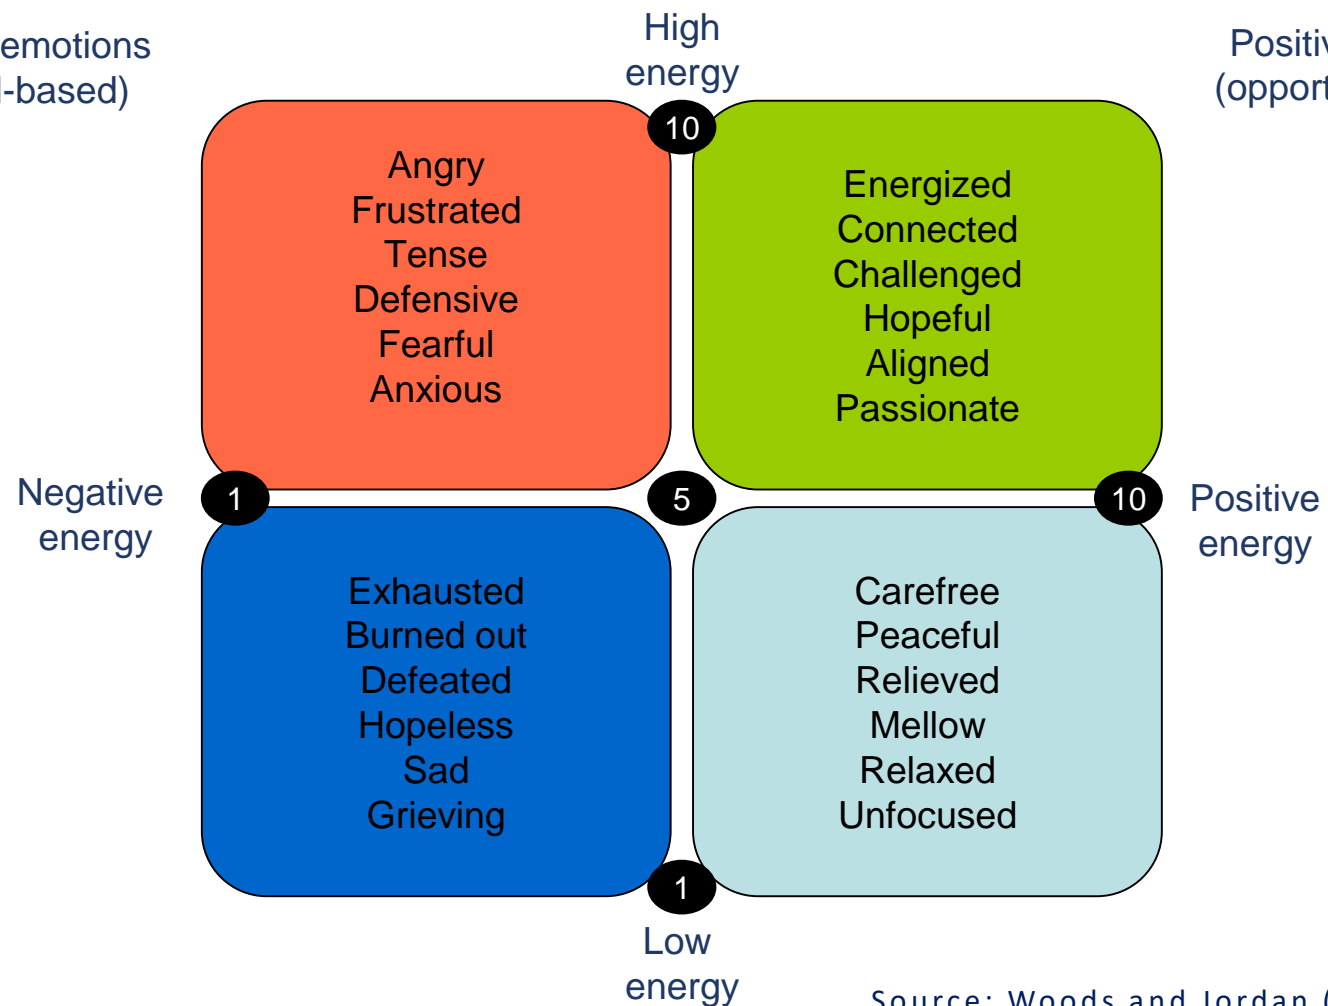 emotions
-based)
High
energy
Positiv
(opport
10
Angry
Frustrated
Tense
Defensive
Fearful
Anxious
Energized
Connected
Challenged
Hopeful
Aligned
Passionate
Negative
energy
1
5
10
Positive
energy
Exhausted
Burned out
Defeated
Hopeless
Sad
Grieving
Carefree
Peaceful
Relieved
Mellow
Relaxed
Unfocused
1
Low
energy
Source: Woods and Jordan (